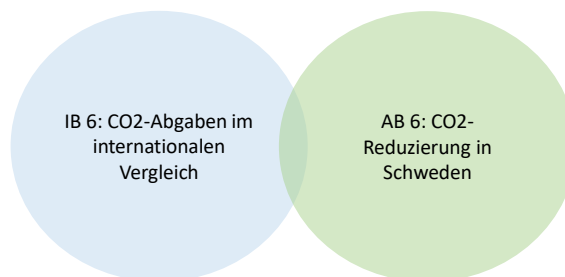 IB 6: CO2-Abgaben im
internationalen
Vergleich
AB 6: CO2-
Reduzierung in
Schweden